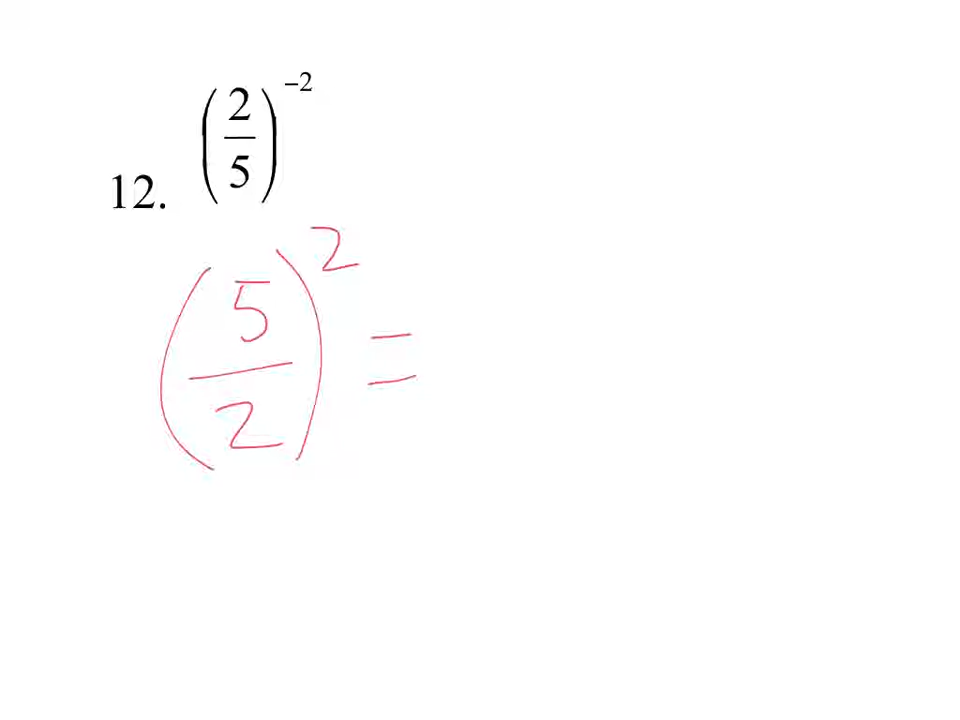 12. (2/5)^−2
(5/2)^2 =